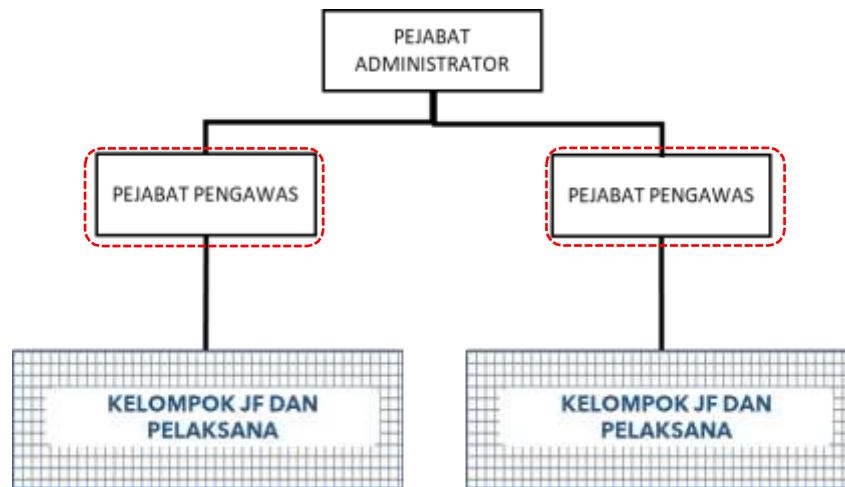 PEJABAT
ADMINISTRATOR
PEJABAT PENGAWAS
PEJABAT PENGAWAS
KELOMPOK JF DAN
PELAKSANA
KELOMPOK JF DAN
PELAKSANA